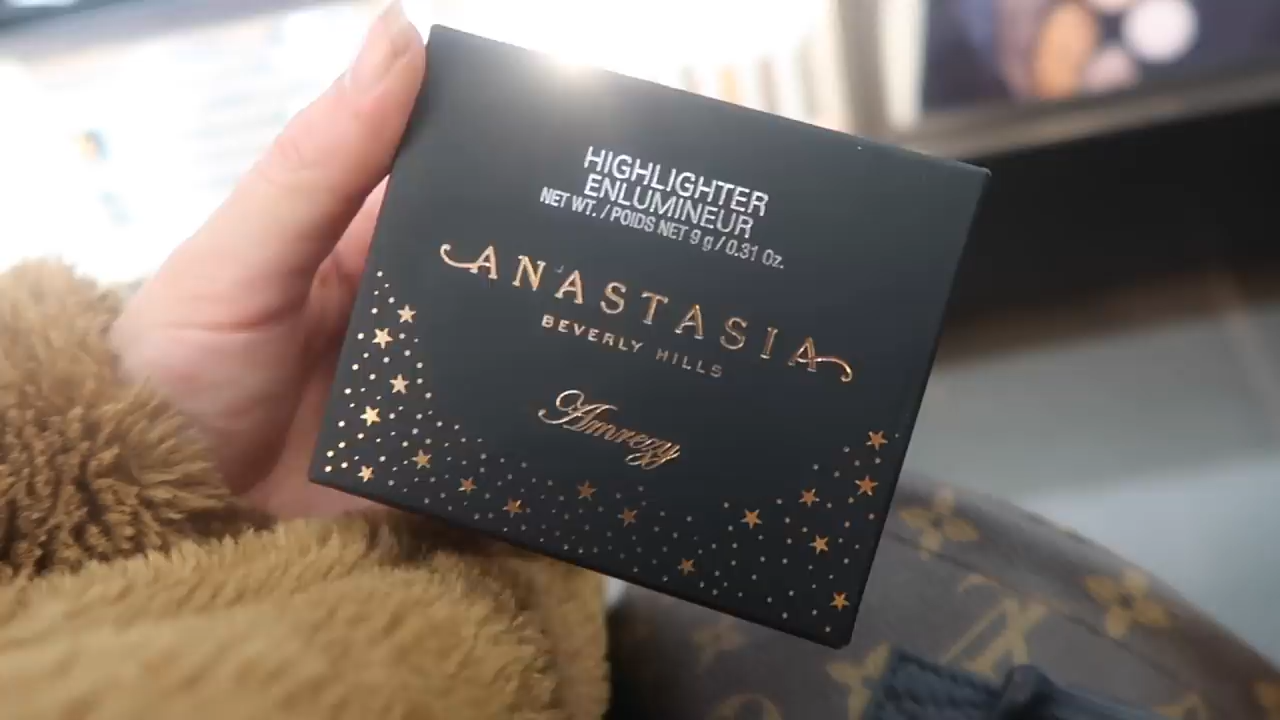 HIGHLIGHTER
ENLUMINEUR
NET WT. / POIDS NET 9 g / 0.31 Oz.
ANASTASIA
BEVERLY HILLS
Amrezy